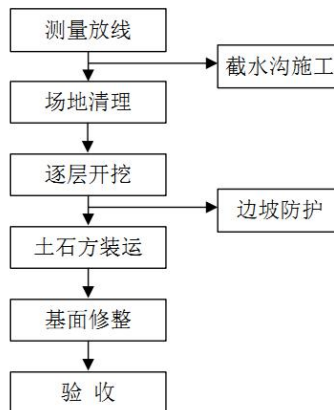 测量放线
截水沟施工
场地清理
逐层开挖
边坡防护
土石方装运
基面修整
验 收